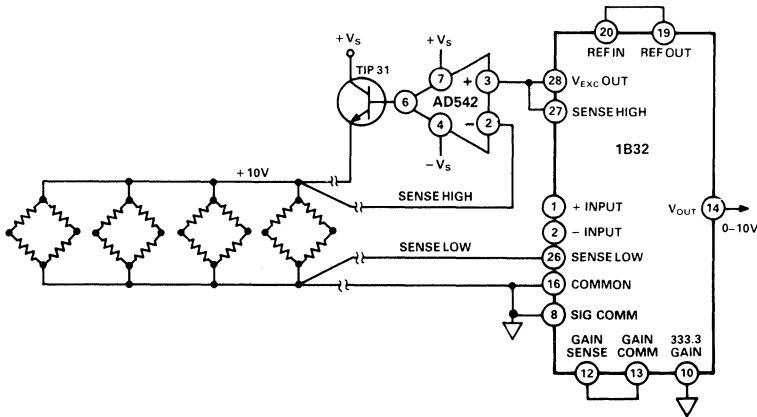 20 19
REF IN REF OUT
+VS +VS
TIP 31
7 3 28 VEXC OUT
+
6 AD542
27 SENSE HIGH
4 − 2
−VS
1B32
+10V
SENSE HIGH
1 + INPUT
VOUT 14
0–10V
2 − INPUT
SENSE LOW 26 SENSE LOW
16 COMMON
8 SIG COMM
GAIN SENSE GAIN COMM 333.3 GAIN
12 13 10